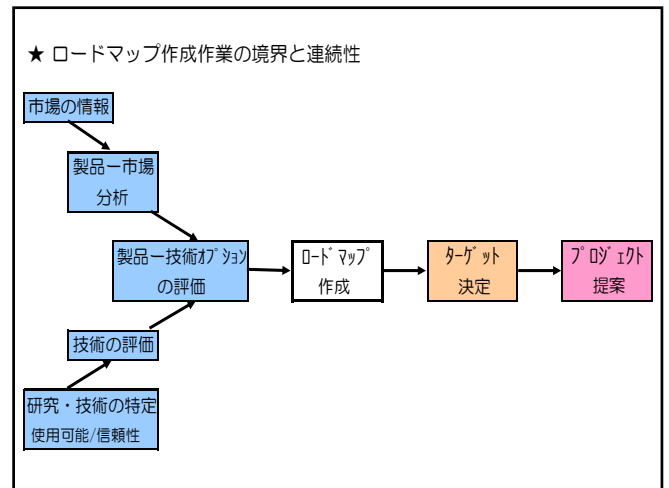 ★ ロードマップ作成作業の境界と連続性
市場の情報
製品ー市場
分析
製品ー技術ｵﾌﾟｼｮﾝ
の評価
ﾛｰﾄﾞﾏｯﾌﾟ
作成
ﾀｰｹﾞｯﾄ
決定
ﾌﾟﾛｼﾞｪｸﾄ
提案
技術の評価
研究・技術の特定
使用可能/信頼性